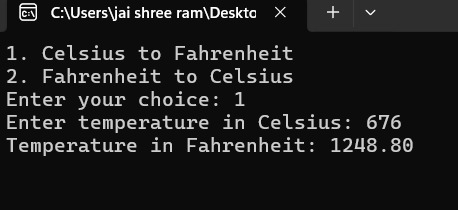 C:\Users\jai shree ram\Deskto
1. Celsius to Fahrenheit
2. Fahrenheit to Celsius
Enter your choice: 1
Enter temperature in Celsius: 676
Temperature in Fahrenheit: 1248.80